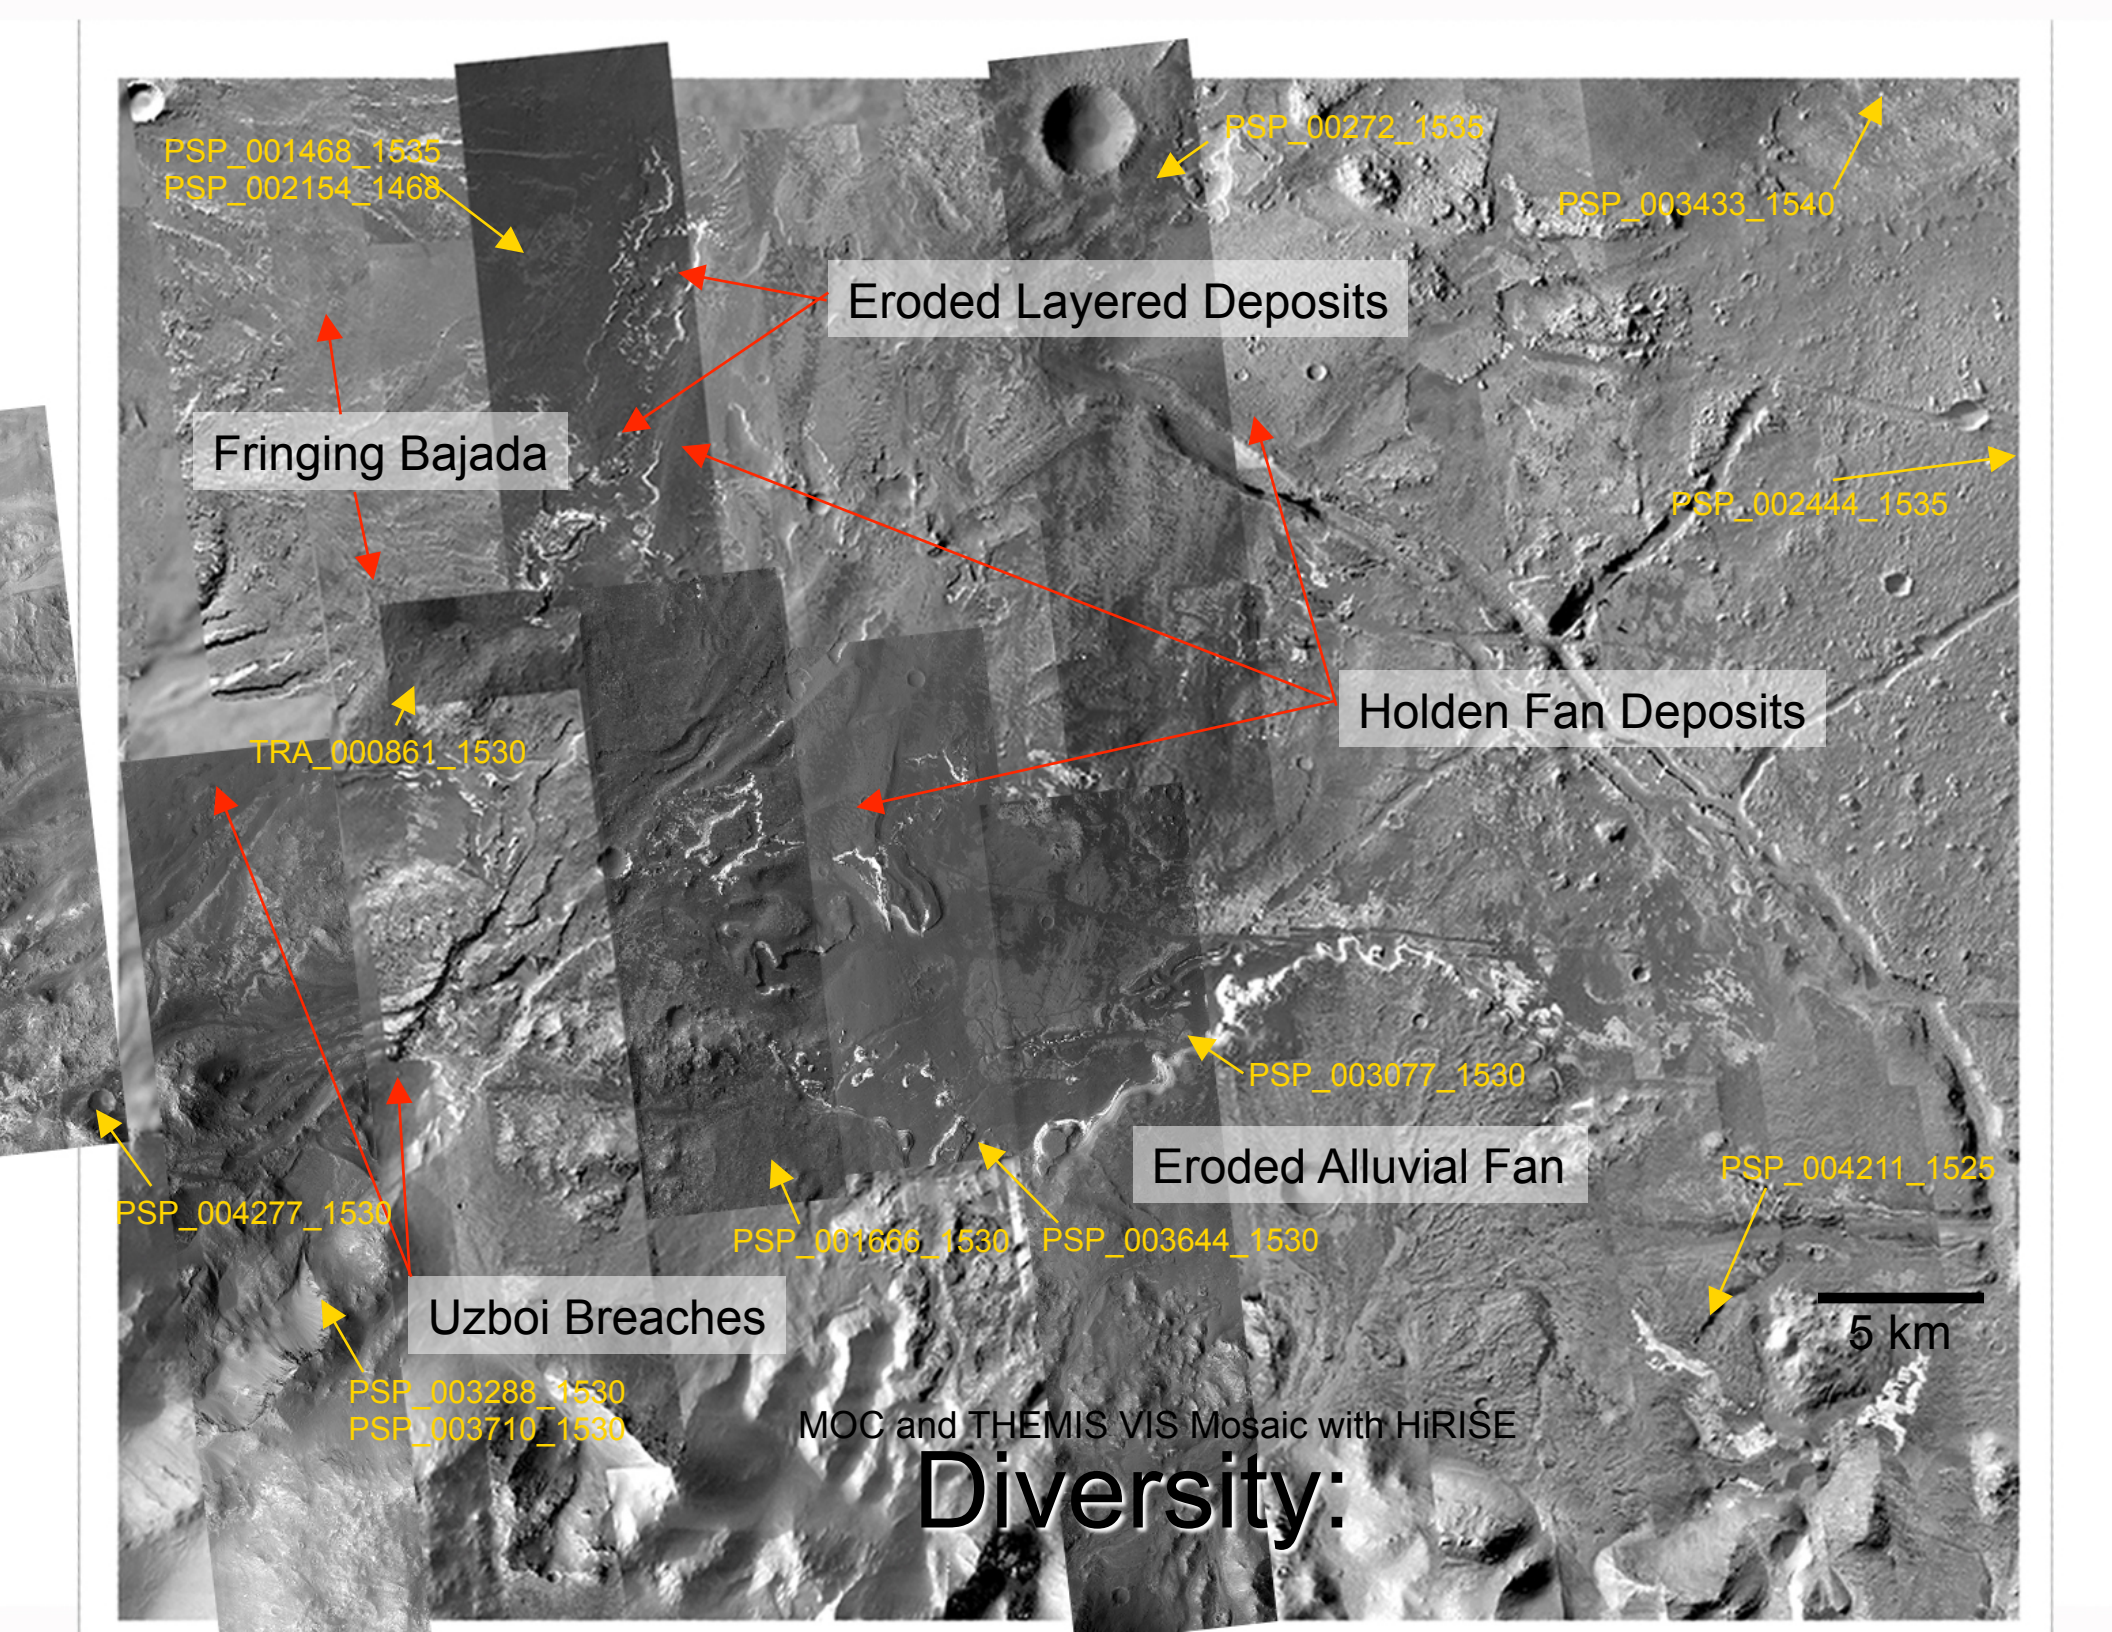 PSP_001468_1535
PSP_002154_1468
PSP_00272_1535
PSP_003433_1540
Eroded Layered Deposits
Fringing Bajada
PSP_002444_1535
Holden Fan Deposits
TRA_000861_1530
PSP_003077_1530
Eroded Alluvial Fan
PSP_004211_1525
PSP_004277_1530
PSP_001666_1530
PSP_003644_1530
Uzboi Breaches
5 km
PSP_003288_1530
PSP_003710_1530
MOC and THEMIS VIS Mosaic with HiRISE
Diversity: